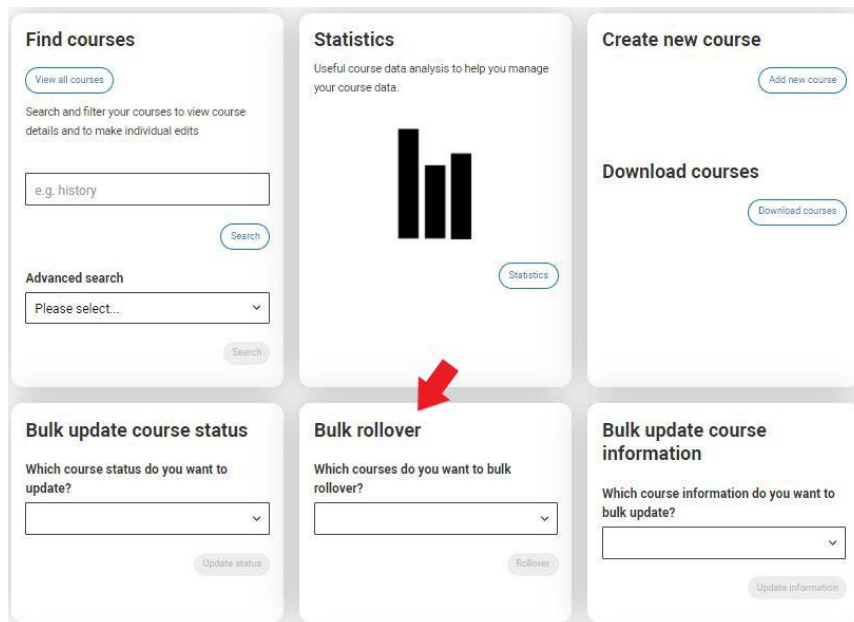 Find courses
View all courses
Search and filter your courses to view course
details and to make individual edits
e.g. history
Search
Advanced search
Please select...
Search
Statistics
Useful course data analysis to help you manage
your course data.
Statistics
Create new course
Add new course
Download courses
Download courses
Bulk update course status
Which course status do you want to
update?
Update status
Bulk rollover
Which courses do you want to bulk
rollover?
Rollover
Bulk update course
information
Which course information do you want to
bulk update?
Update information